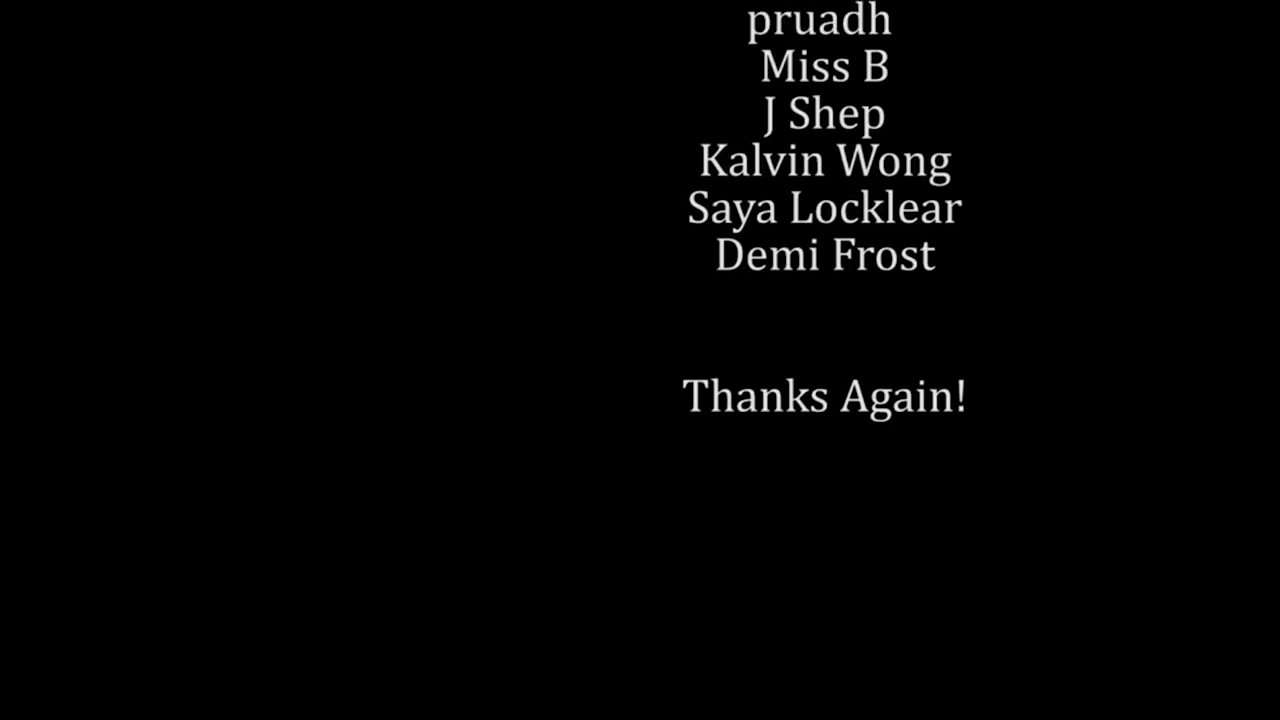 pruadh
Miss B
J Shep
Kalvin Wong
Saya Locklear
Demi Frost
Thanks Again!